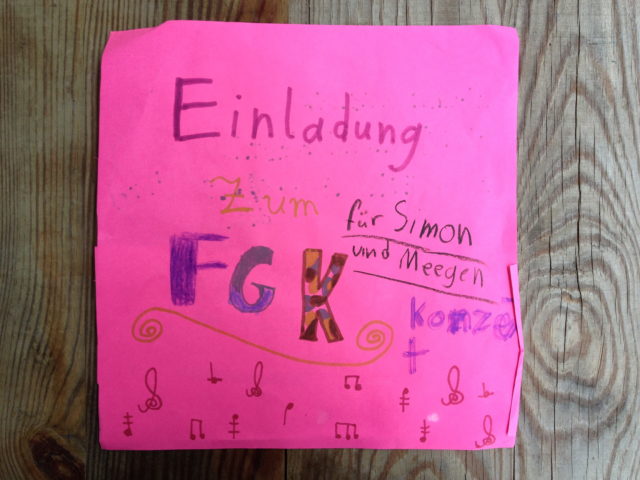 Einladung
Zum
für Simon
und Meegen
FGK
Konze
t